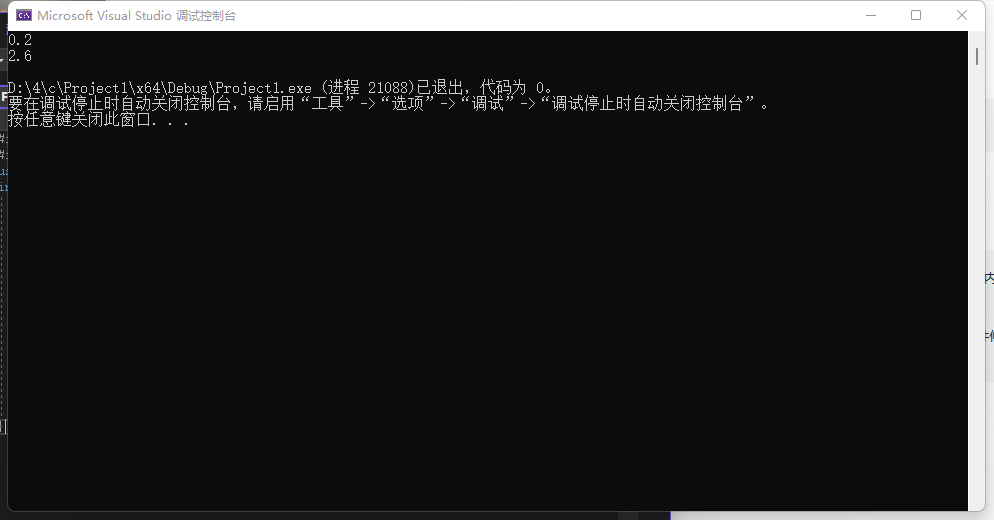 Microsoft Visual Studio 调试控制台
0.2
2.6
D:\4\c\Project1\x64\Debug\Project1.exe (进程 21088)已退出，代码为 0。
要在调试停止时自动关闭控制台，请启用“工具”->“选项”->“调试”->“调试停止时自动关闭控制台”。
按任意键关闭此窗口. . .